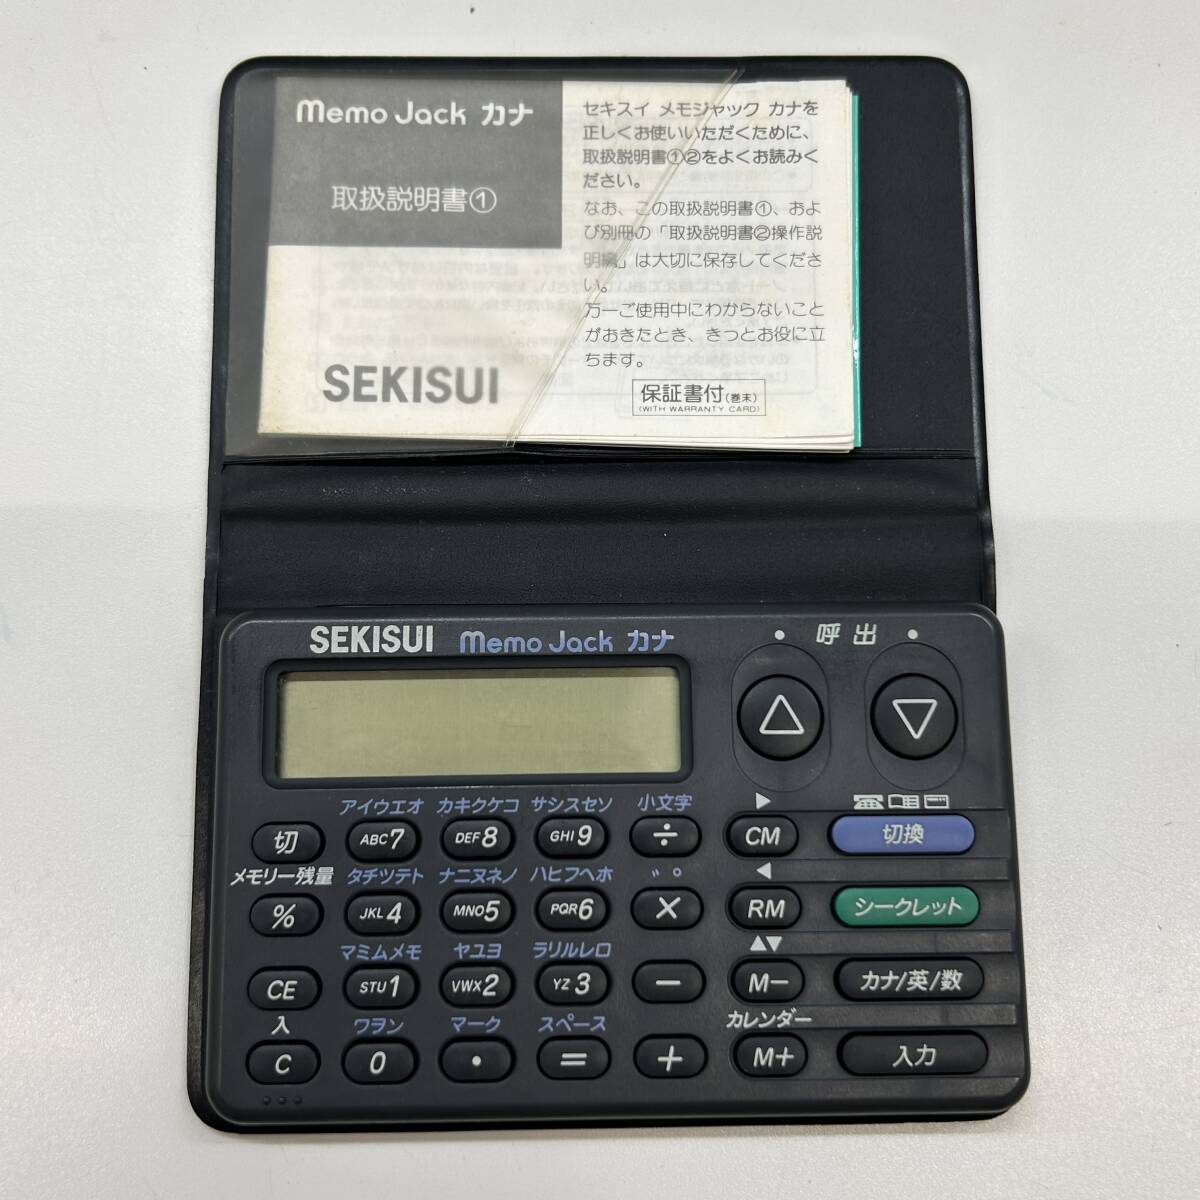 memo Jack カナ
取扱説明書①
SEKISUI
セキスイ メモジャック カナを
正しくお使いいただくために、
取扱説明書①②をよくお読みく
ださい。
なお、この取扱説明書①、およ
び別冊の「取扱説明書②操作説
明編」は大切に保存してくださ
い。
万一ご使用中にわからないこと
がおきたとき、きっとお役に立
ちます。
保証書付(巻末)
(WITH WARRANTY CARD)
SEKISUI memo Jack カナ
呼出
△ ▽
アイウエオ カキクケコ サシスセソ 小文字 ▶
切 ABC7 DEF8 GHI9 ÷ CM 切換
メモリー残量 タチツテト ナニヌネノ ハヒフヘホ ゛゜ ◀
% JKL4 MNO5 PQR6 × RM シークレット
マミムメモ ヤユヨ ラリルレロ ▲▼
CE STU1 VWX2 YZ3 − M− カナ/英/数
入 ワヲン マーク スペース カレンダー
C 0 • = + M+ 入力